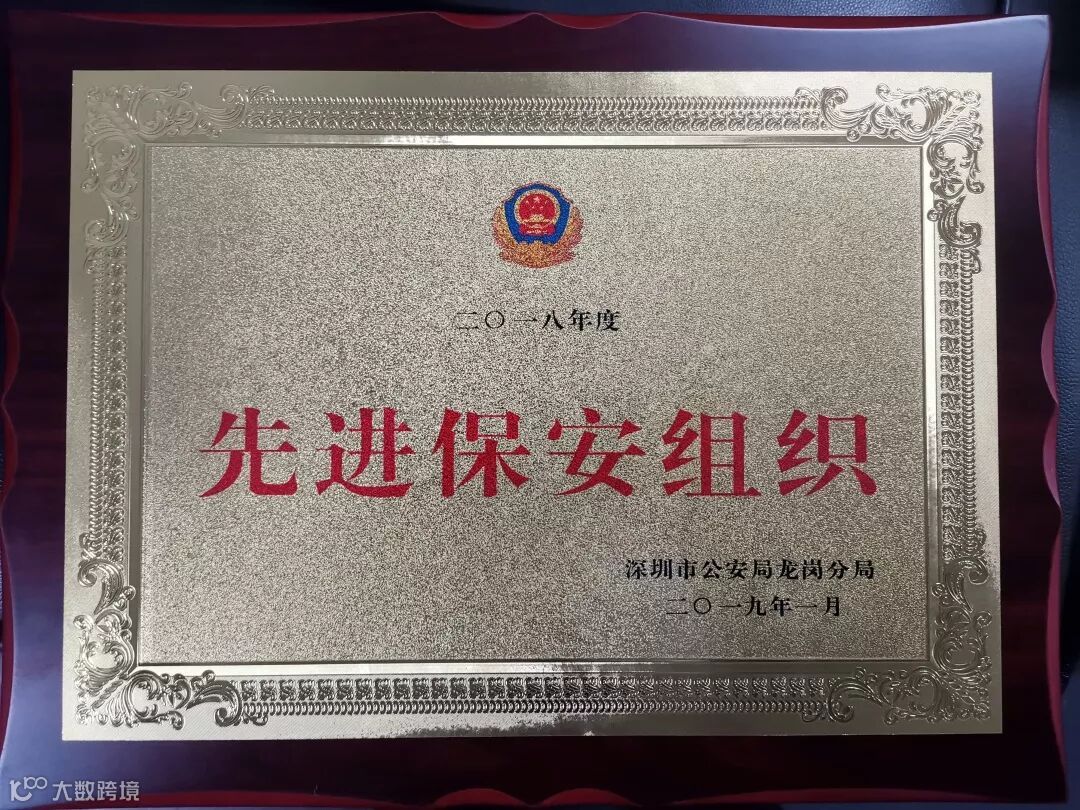 二〇一八年度
先进保安组织
深圳市公安局龙岗分局
二〇一九年一月
大数跨境